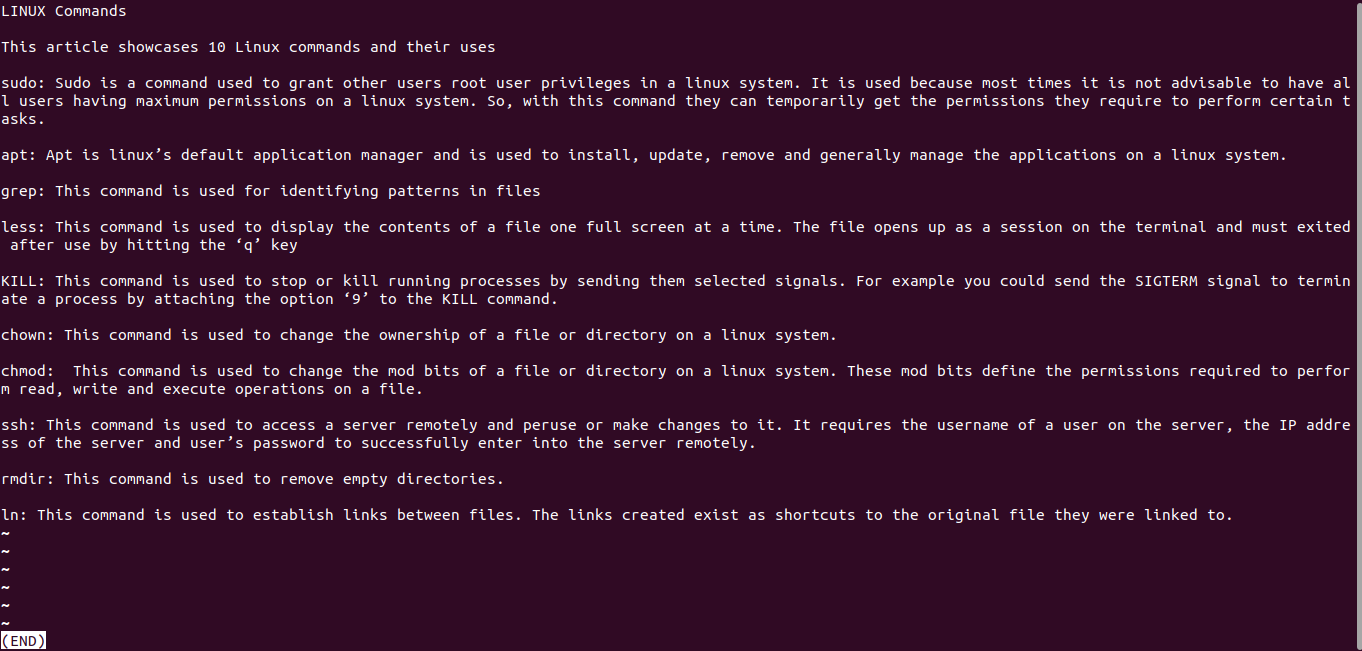 LINUX Commands
This article showcases 10 Linux commands and their uses
sudo: Sudo is a command used to grant other users root user privileges in a linux system. It is used because most times it is not advisable to have al
l users having maximum permissions on a linux system. So, with this command they can temporarily get the permissions they require to perform certain t
asks.
apt: Apt is linux’s default application manager and is used to install, update, remove and generally manage the applications on a linux system.
grep: This command is used for identifying patterns in files
less: This command is used to display the contents of a file one full screen at a time. The file opens up as a session on the terminal and must exited
 after use by hitting the ‘q’ key
KILL: This command is used to stop or kill running processes by sending them selected signals. For example you could send the SIGTERM signal to termin
ate a process by attaching the option ‘9’ to the KILL command.
chown: This command is used to change the ownership of a file or directory on a linux system.
chmod:  This command is used to change the mod bits of a file or directory on a linux system. These mod bits define the permissions required to perfor
m read, write and execute operations on a file.
ssh: This command is used to access a server remotely and peruse or make changes to it. It requires the username of a user on the server, the IP addre
ss of the server and user’s password to successfully enter into the server remotely.
rmdir: This command is used to remove empty directories.
ln: This command is used to establish links between files. The links created exist as shortcuts to the original file they were linked to.
~
~
~
~
~
~
(END)